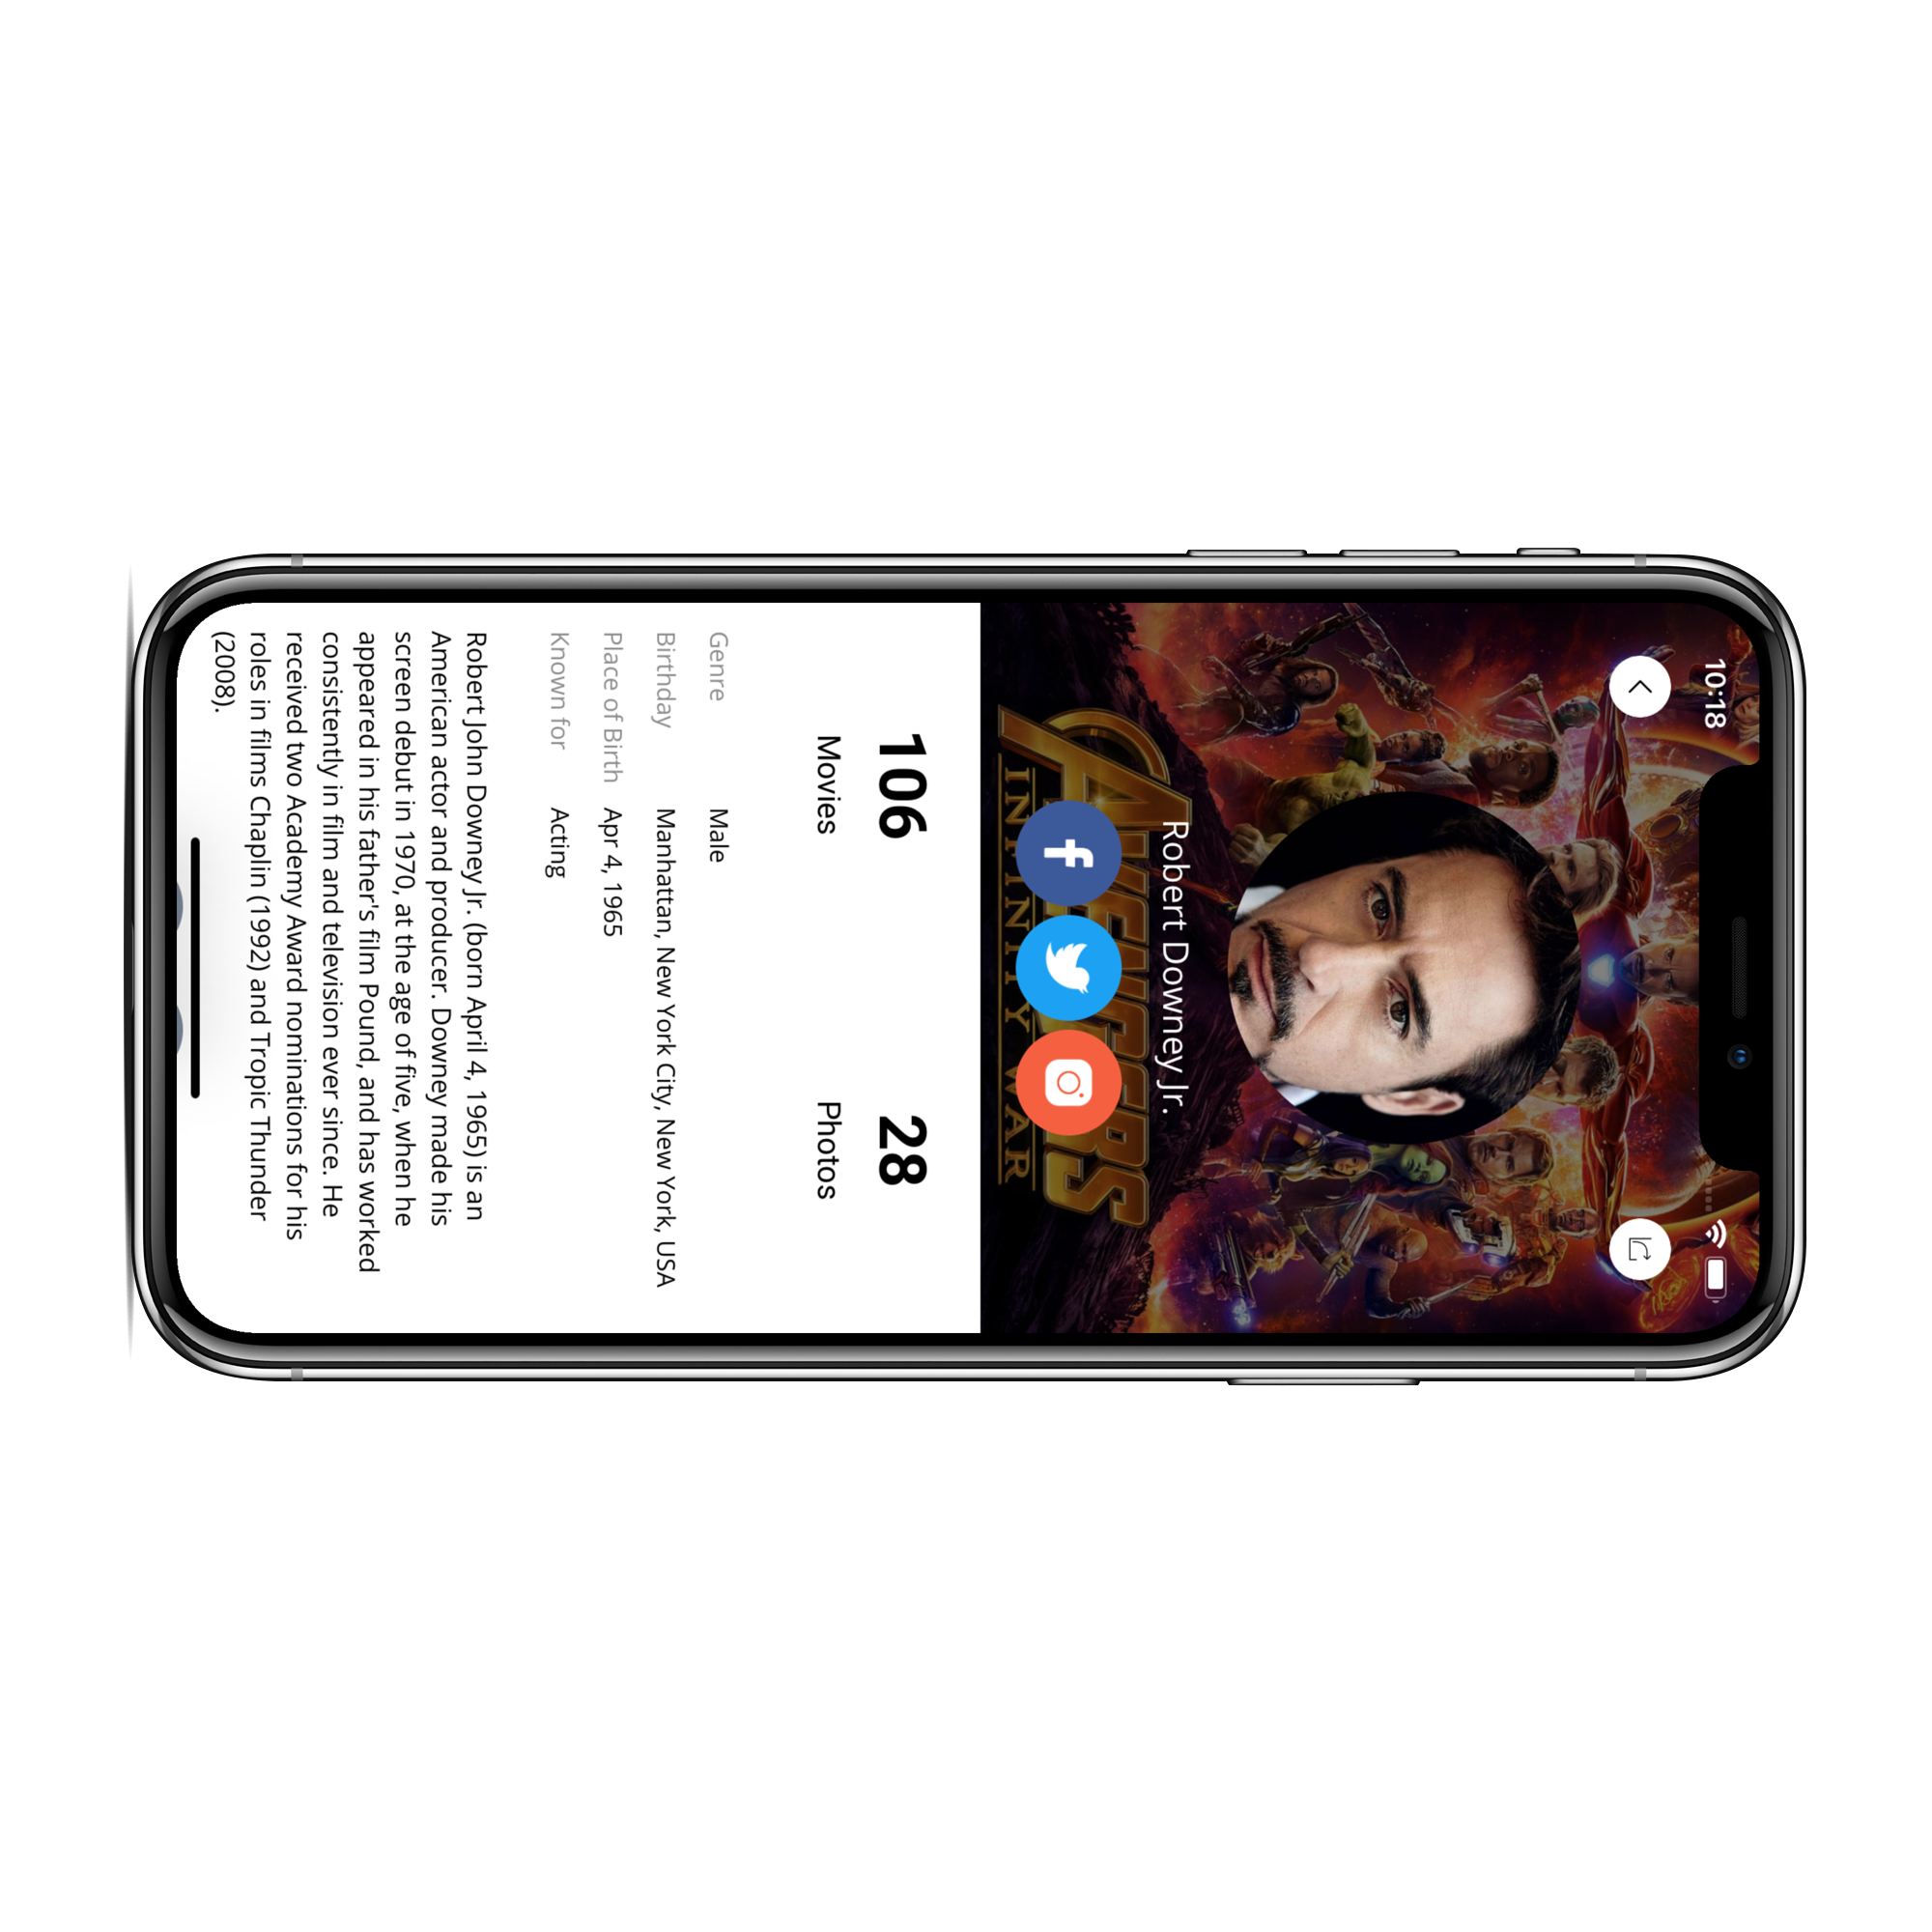 10:18
AVENGERS
INFINITY WAR
Robert Downey Jr.
106
28
Movies
Photos
Genre Male
Birthday Manhattan, New York City, New York, USA
Place of Birth Apr 4, 1965
Known for Acting
Robert John Downey Jr. (born April 4, 1965) is an
American actor and producer. Downey made his
screen debut in 1970, at the age of five, when he
appeared in his father's film Pound, and has worked
consistently in film and television ever since. He
received two Academy Award nominations for his
roles in films Chaplin (1992) and Tropic Thunder
(2008).